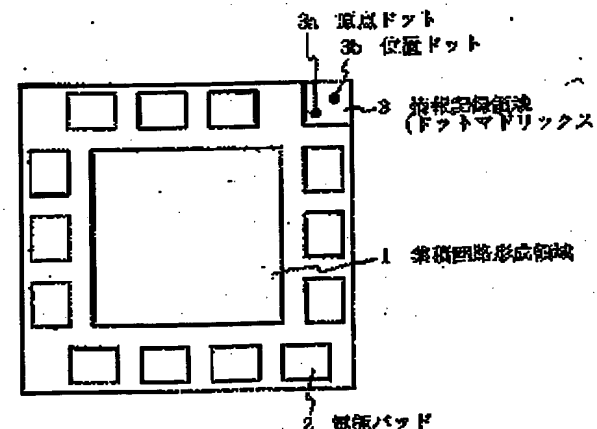 3a 原点ドット
3b 位置ドット
3 情報記録領域
(ドットマトリックス
1 集積回路形成領域
2 電極パッド